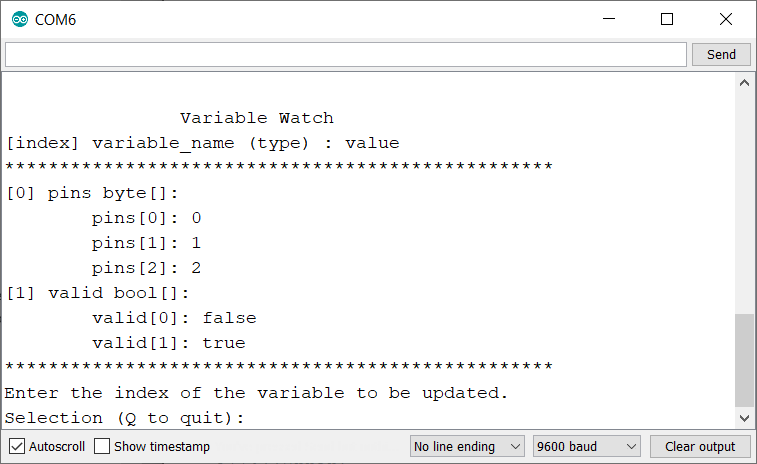 COM6
Send
Variable Watch
[index] variable_name (type) : value
***************************************************
[0] pins byte[]:
pins[0]: 0
pins[1]: 1
pins[2]: 2
[1] valid bool[]:
valid[0]: false
valid[1]: true
***************************************************
Enter the index of the variable to be updated.
Selection (Q to quit):
Autoscroll Show timestamp No line ending 9600 baud Clear output